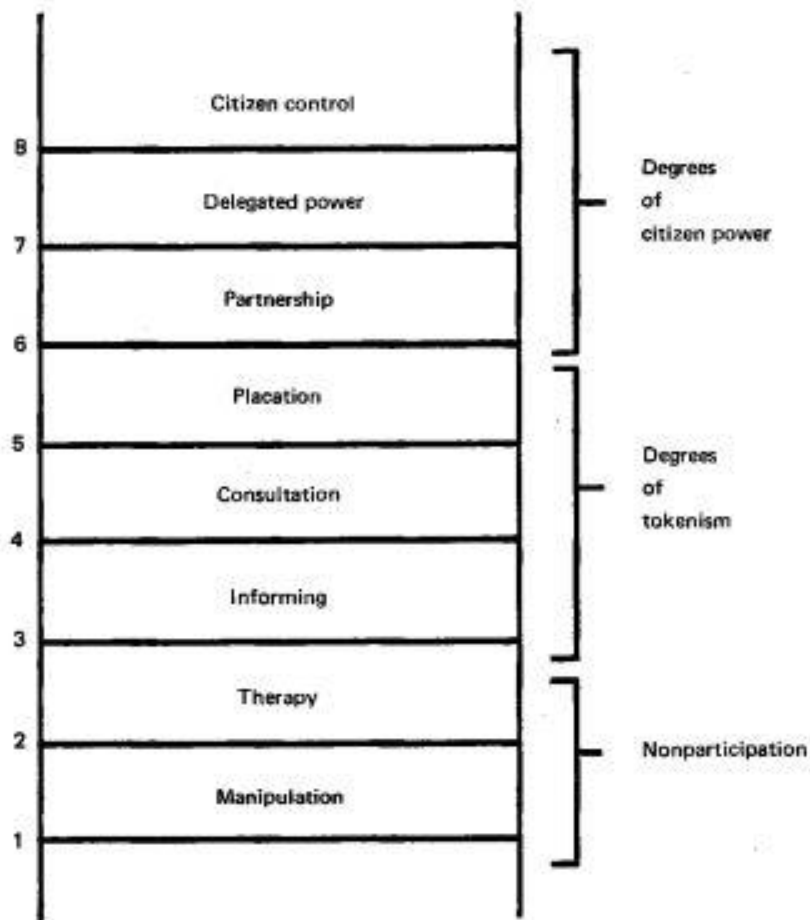 Citizen control
8
Delegated power
7
Partnership
6
Placation
5
Consultation
4
Informing
3
Therapy
2
Manipulation
1
Degrees
of
citizen power
Degrees
of
tokenism
Nonparticipation